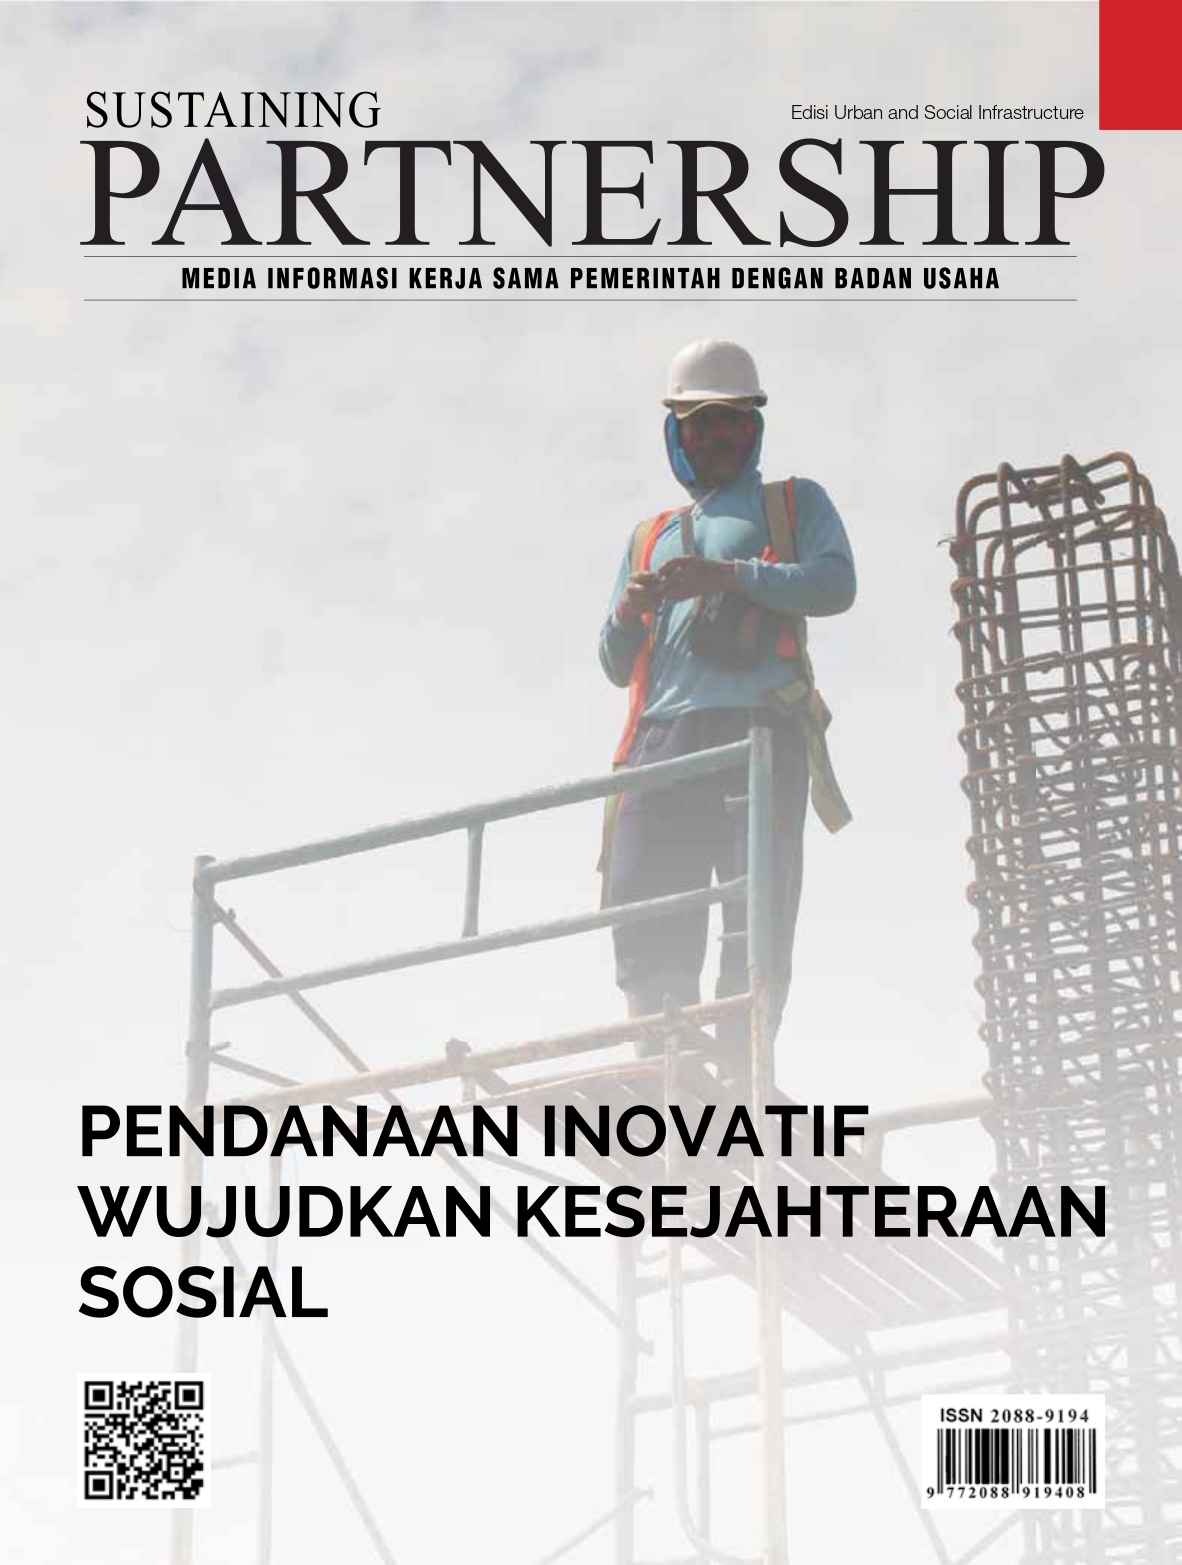 SUSTAINING
Edisi Urban and Social Infrastructure
PARTNERSHIP
MEDIA INFORMASI KERJA SAMA PEMERINTAH DENGAN BADAN USAHA
PENDANAAN INOVATIF
WUJUDKAN KESEJAHTERAAN
SOSIAL
ISSN 2088-9194
9 772088 919408